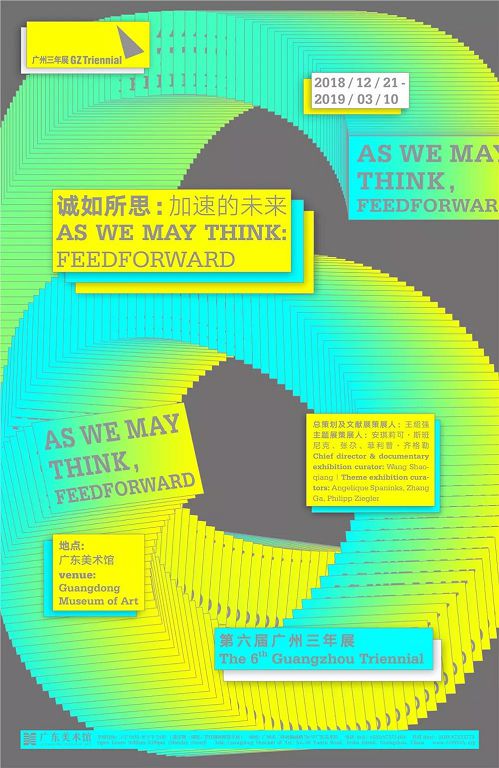 广州三年展 GZ Triennial
2018 / 12 / 21 -
2019 / 03 / 10
AS WE MAY
THINK,
FEEDFORWAR
诚如所思：加速的未来
AS WE MAY THINK:
FEEDFORWARD
AS WE MAY
THINK,
FEEDFORWARD
总策划及文献展策展人：王绍强
主题展策展人：安琪莉可·斯班
尼克、张尕、菲利普·齐格勒
Chief director & documentary
exhibition curator: Wang Shao-
qiang | Theme exhibition cura-
tors: Angelique Spaninks, Zhang
Ga, Philipp Ziegler
地点：
广东美术馆
venue:
Guangdong
Museum of Art
第六届广州三年展
The 6th Guangzhou Triennial
广东美术馆